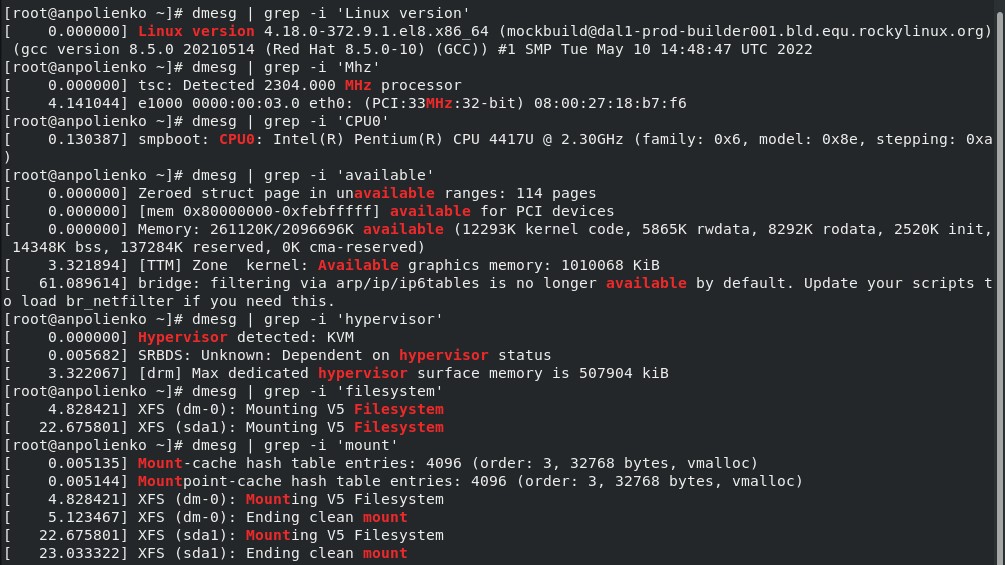 [root@anpolienko ~]# dmesg | grep -i 'Linux version'
[    0.000000] Linux version 4.18.0-372.9.1.el8.x86_64 (mockbuild@dal1-prod-builder001.bld.equ.rockylinux.org)
 (gcc version 8.5.0 20210514 (Red Hat 8.5.0-10) (GCC)) #1 SMP Tue May 10 14:48:47 UTC 2022
[root@anpolienko ~]# dmesg | grep -i 'Mhz'
[    0.000000] tsc: Detected 2304.000 MHz processor
[    4.141044] e1000 0000:00:03.0 eth0: (PCI:33MHz:32-bit) 08:00:27:18:b7:f6
[root@anpolienko ~]# dmesg | grep -i 'CPU0'
[    0.130387] smpboot: CPU0: Intel(R) Pentium(R) CPU 4417U @ 2.30GHz (family: 0x6, model: 0x8e, stepping: 0xa
)
[root@anpolienko ~]# dmesg | grep -i 'available'
[    0.000000] Zeroed struct page in unavailable ranges: 114 pages
[    0.000000] [mem 0x80000000-0xfebfffff] available for PCI devices
[    0.000000] Memory: 261120K/2096696K available (12293K kernel code, 5865K rwdata, 8292K rodata, 2520K init,
 14348K bss, 137284K reserved, 0K cma-reserved)
[    3.321894] [TTM] Zone  kernel: Available graphics memory: 1010068 KiB
[   61.089614] bridge: filtering via arp/ip/ip6tables is no longer available by default. Update your scripts t
o load br_netfilter if you need this.
[root@anpolienko ~]# dmesg | grep -i 'hypervisor'
[    0.000000] Hypervisor detected: KVM
[    0.005682] SRBDS: Unknown: Dependent on hypervisor status
[    3.322067] [drm] Max dedicated hypervisor surface memory is 507904 kiB
[root@anpolienko ~]# dmesg | grep -i 'filesystem'
[    4.828421] XFS (dm-0): Mounting V5 Filesystem
[   22.675801] XFS (sda1): Mounting V5 Filesystem
[root@anpolienko ~]# dmesg | grep -i 'mount'
[    0.005135] Mount-cache hash table entries: 4096 (order: 3, 32768 bytes, vmalloc)
[    0.005144] Mountpoint-cache hash table entries: 4096 (order: 3, 32768 bytes, vmalloc)
[    4.828421] XFS (dm-0): Mounting V5 Filesystem
[    5.123467] XFS (dm-0): Ending clean mount
[   22.675801] XFS (sda1): Mounting V5 Filesystem
[   23.033322] XFS (sda1): Ending clean mount